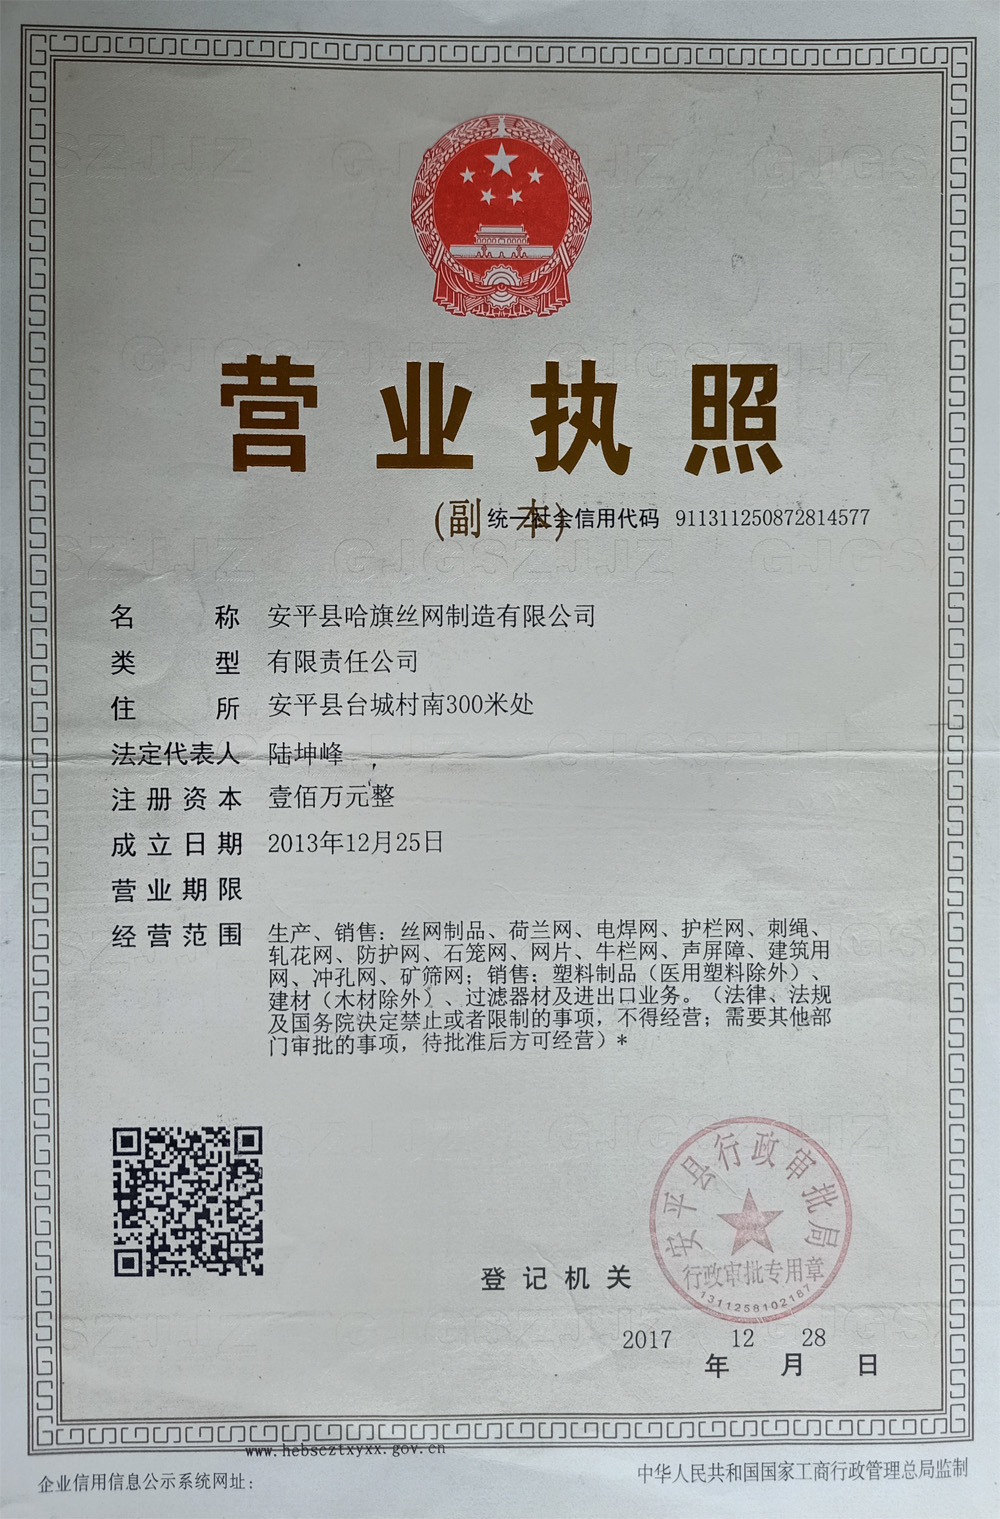 营业执照
(副 本)
统一社会信用代码 911311250872814577
名 称 安平县哈旗丝网制造有限公司
类 型 有限责任公司
住 所 安平县台城村南300米处
法定代表人 陆坤峰
注册资本 壹佰万元整
成立日期 2013年12月25日
营业期限
经营范围 生产、销售：丝网制品、荷兰网、电焊网、护栏网、刺绳、
轧花网、防护网、石笼网、网片、牛栏网、声屏障、建筑用
网、冲孔网、矿筛网；销售：塑料制品（医用塑料除外）、
建材（木材除外）、过滤器材及进出口业务。（法律、法规
及国务院决定禁止或者限制的事项，不得经营；需要其他部
门审批的事项，待批准后方可经营）*
安平县行政审批局
行政审批专用章
1311258102187
登记机关
2017 12 28
年 月 日
www.hebscztxyxx.gov.cn
企业信用信息公示系统网址：
中华人民共和国国家工商行政管理总局监制